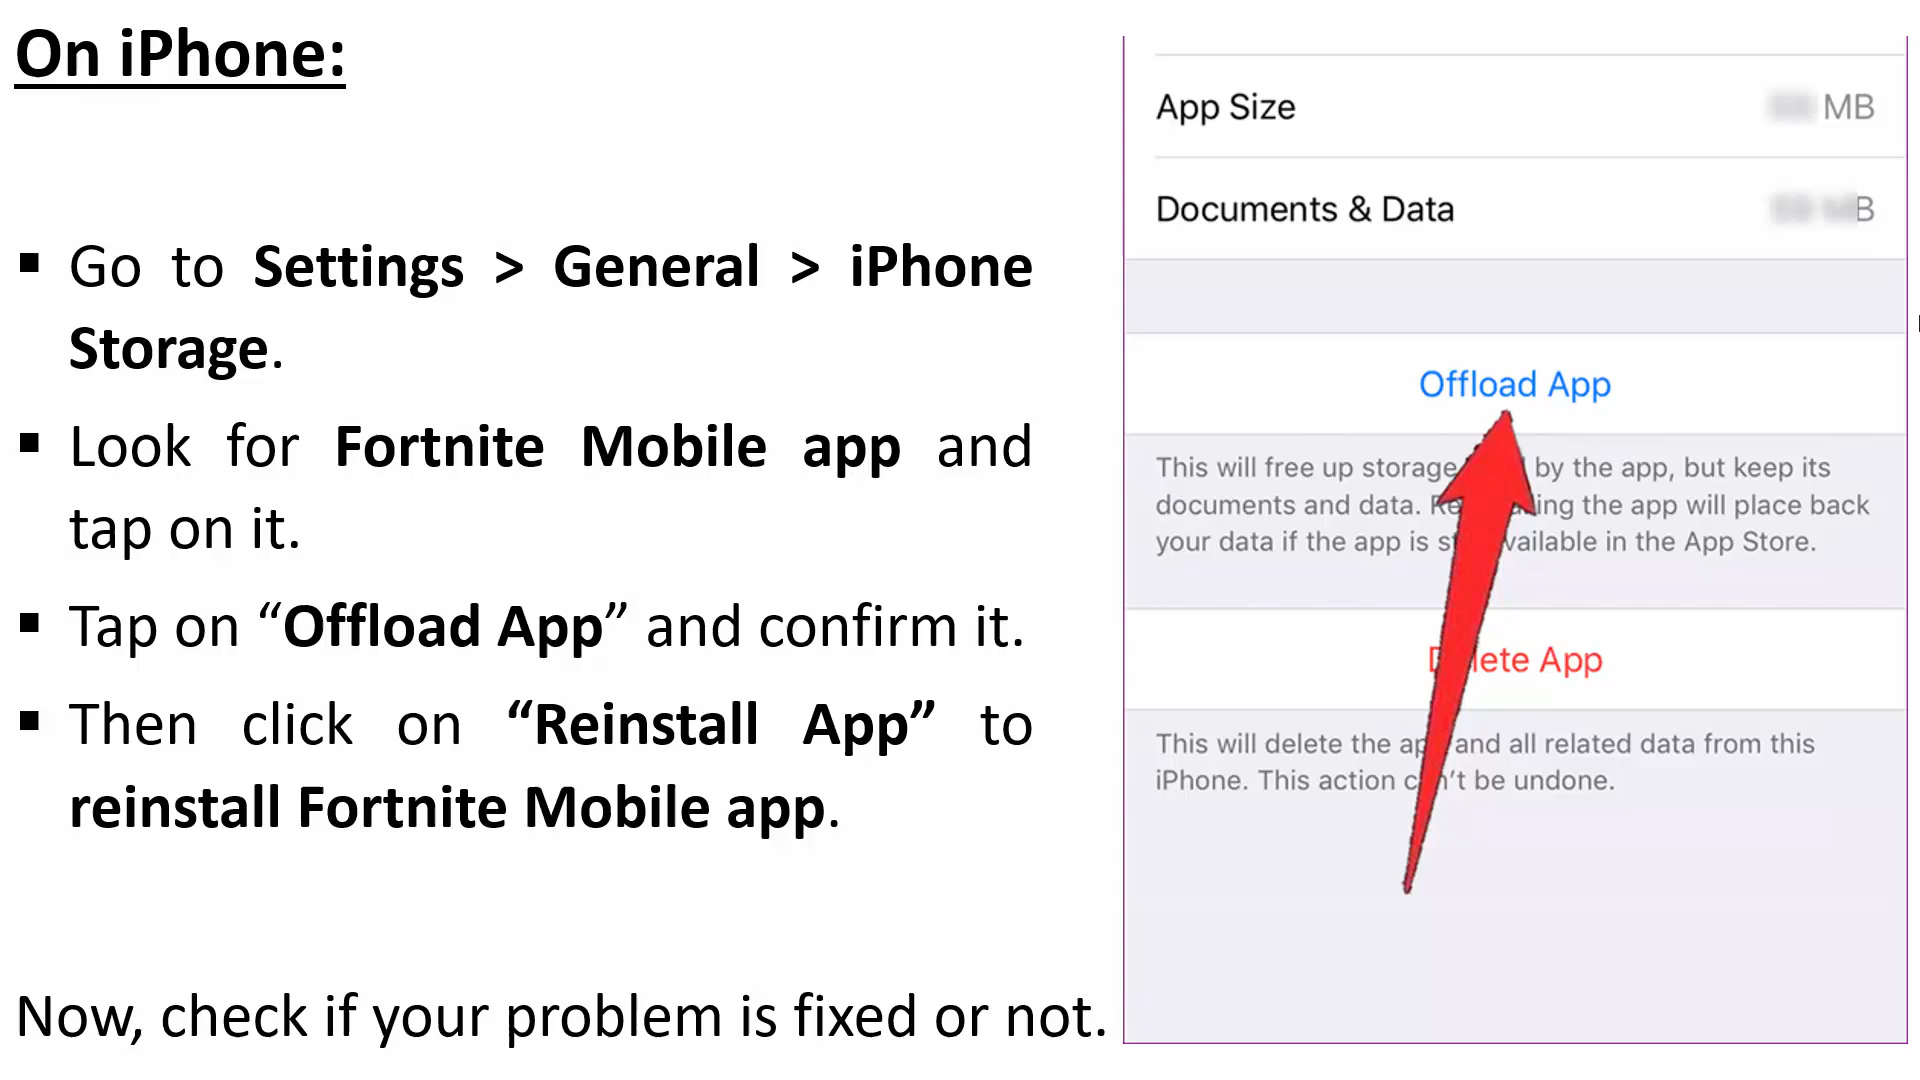 On iPhone:
▪ Go to Settings > General > iPhone
Storage.
▪ Look for Fortnite Mobile app and
tap on it.
▪ Tap on “Offload App” and confirm it.
▪ Then click on “Reinstall App” to
reinstall Fortnite Mobile app.
Now, check if your problem is fixed or not.
App Size MB
Documents & Data
Offload App
This will free up storage by the app, but keep its
documents and data. the app will place back
your data if the app is in the App Store.
Delete App
This will delete the app and all related data from this
iPhone. This action can't be undone.